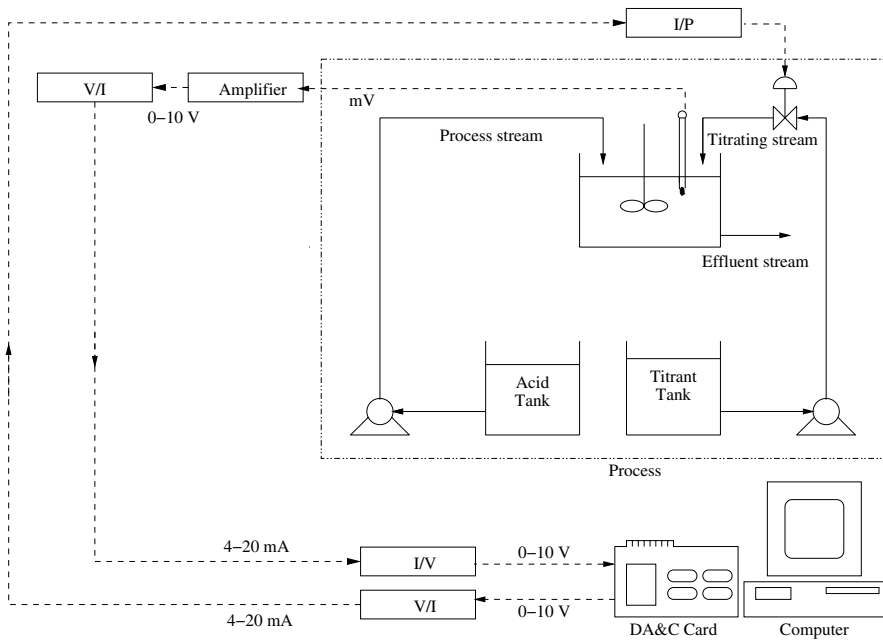 I/P
V/I
Amplifier
mV
0–10 V
Process stream
Titrating stream
Effluent stream
Acid
Tank
Titrant
Tank
Process
4–20 mA
I/V
0–10 V
V/I
4–20 mA
0–10 V
DA&C Card
Computer